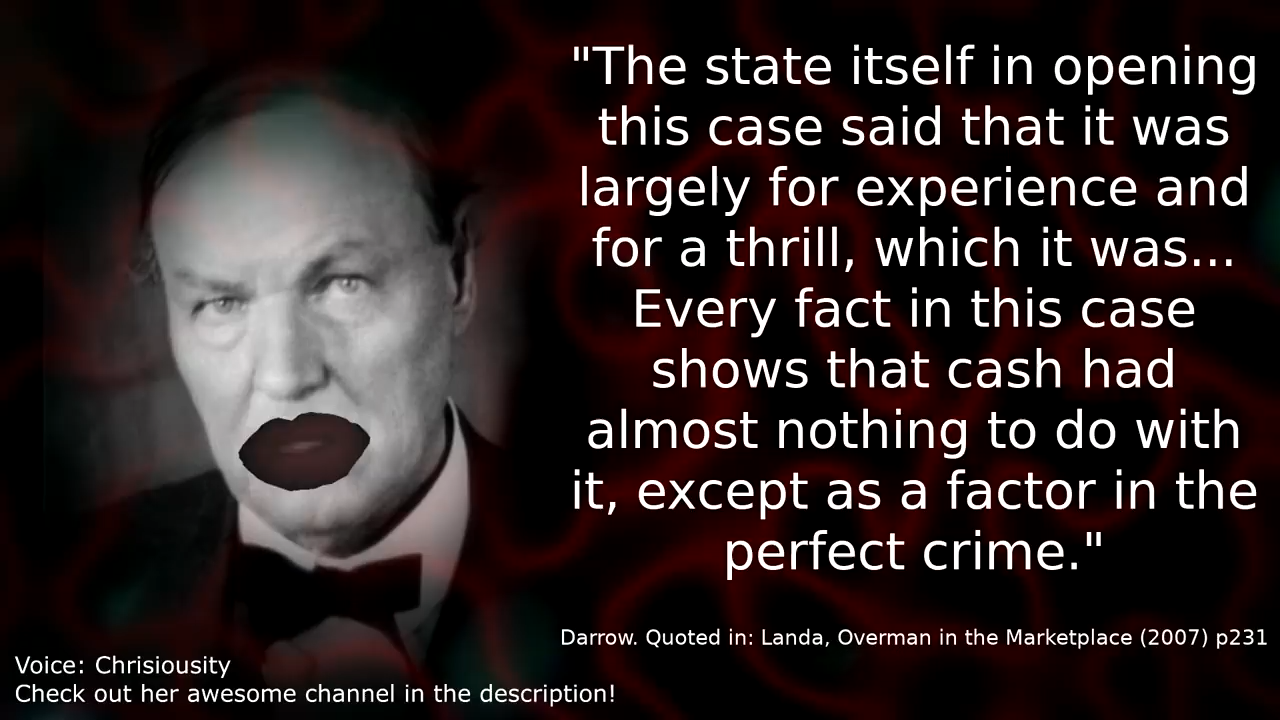 "The state itself in opening
this case said that it was
largely for experience and
for a thrill, which it was...
Every fact in this case
shows that cash had
almost nothing to do with
it, except as a factor in the
perfect crime."
Darrow. Quoted in: Landa, Overman in the Marketplace (2007) p231
Voice: Chrisiousity
Check out her awesome channel in the description!